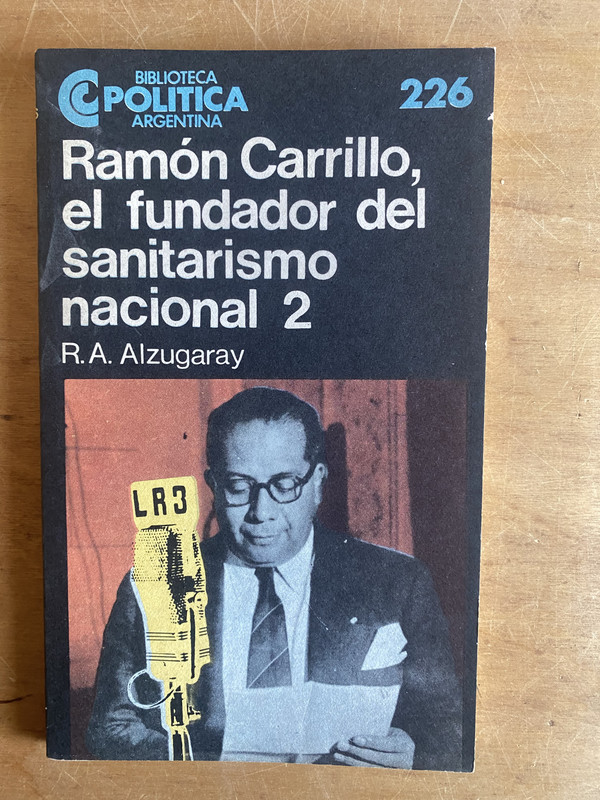 BIBLIOTECA
POLITICA
ARGENTINA
226
Ramón Carrillo,
el fundador del
sanitarismo
nacional 2
R.A. Alzugaray
LR3